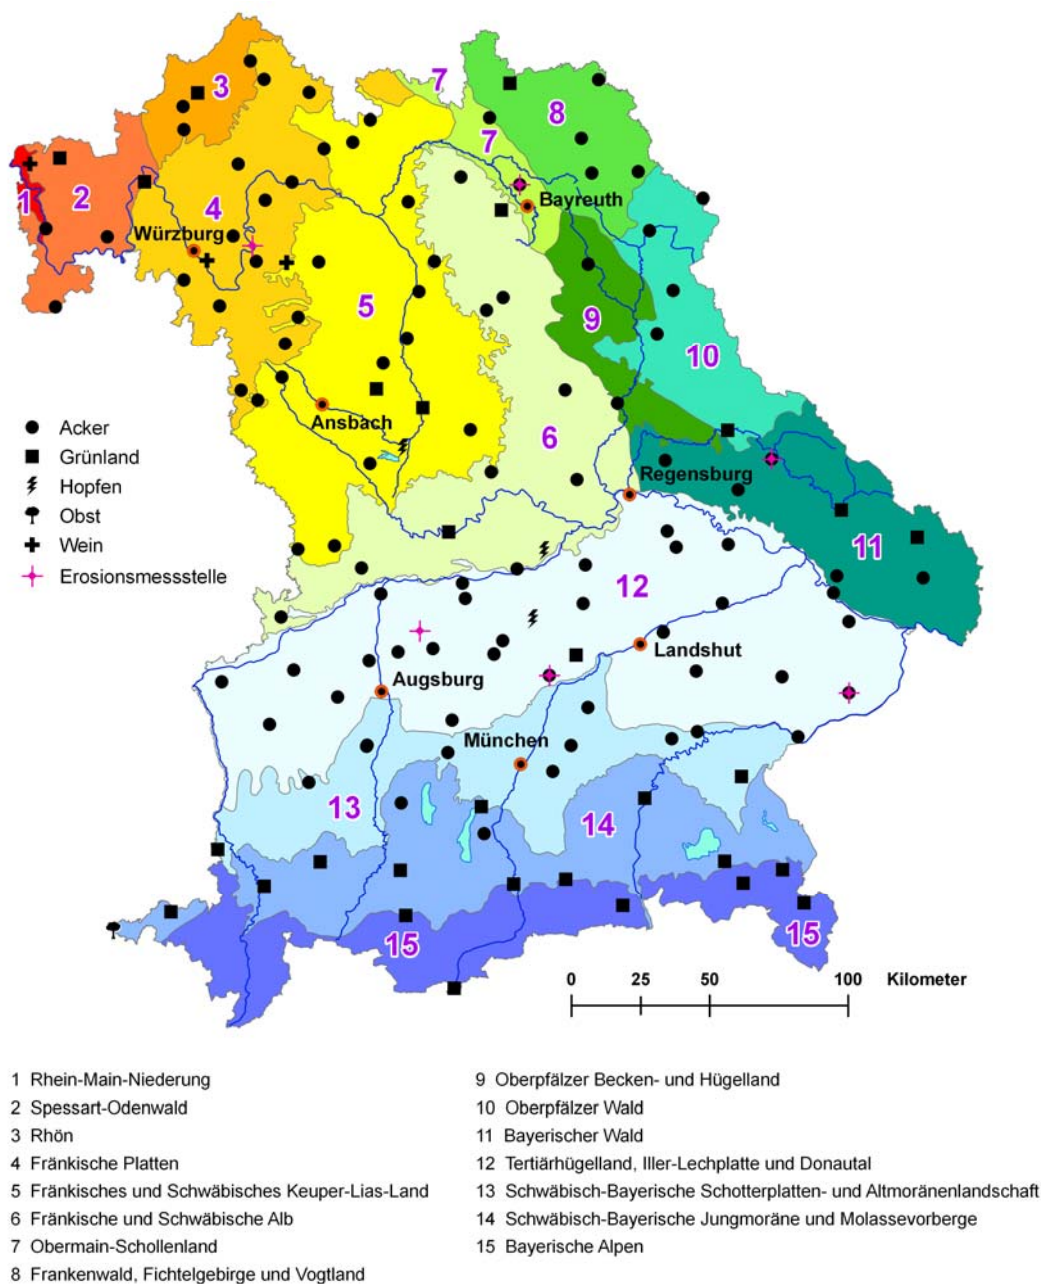 3
7
8
7
1
2
4
Bayreuth
Würzburg
5
9
10
Ansbach
6
Regensburg
Acker
Grünland
Hopfen
Obst
Wein
Erosionsmessstelle
11
12
Landshut
Augsburg
München
13
14
15
15
0 25 50 100 Kilometer
1 Rhein-Main-Niederung
2 Spessart-Odenwald
3 Rhön
4 Fränkische Platten
5 Fränkisches und Schwäbisches Keuper-Lias-Land
6 Fränkische und Schwäbische Alb
7 Obermain-Schollenland
8 Frankenwald, Fichtelgebirge und Vogtland
9 Oberpfälzer Becken- und Hügelland
10 Oberpfälzer Wald
11 Bayerischer Wald
12 Tertiärhügelland, Iller-Lechplatte und Donautal
13 Schwäbisch-Bayerische Schotterplatten- und Altmoränenlandschaft
14 Schwäbisch-Bayerische Jungmoräne und Molassevorberge
15 Bayerische Alpen